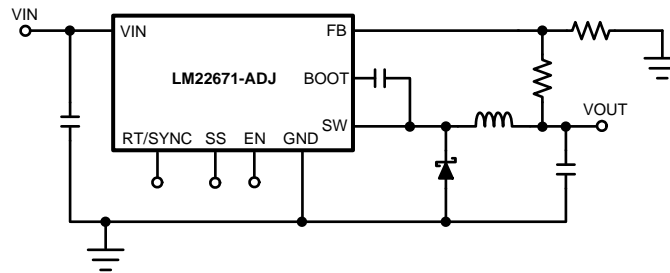 VIN
VIN
FB
LM22671-ADJ
BOOT
SW
VOUT
RT/SYNC
SS
EN
GND